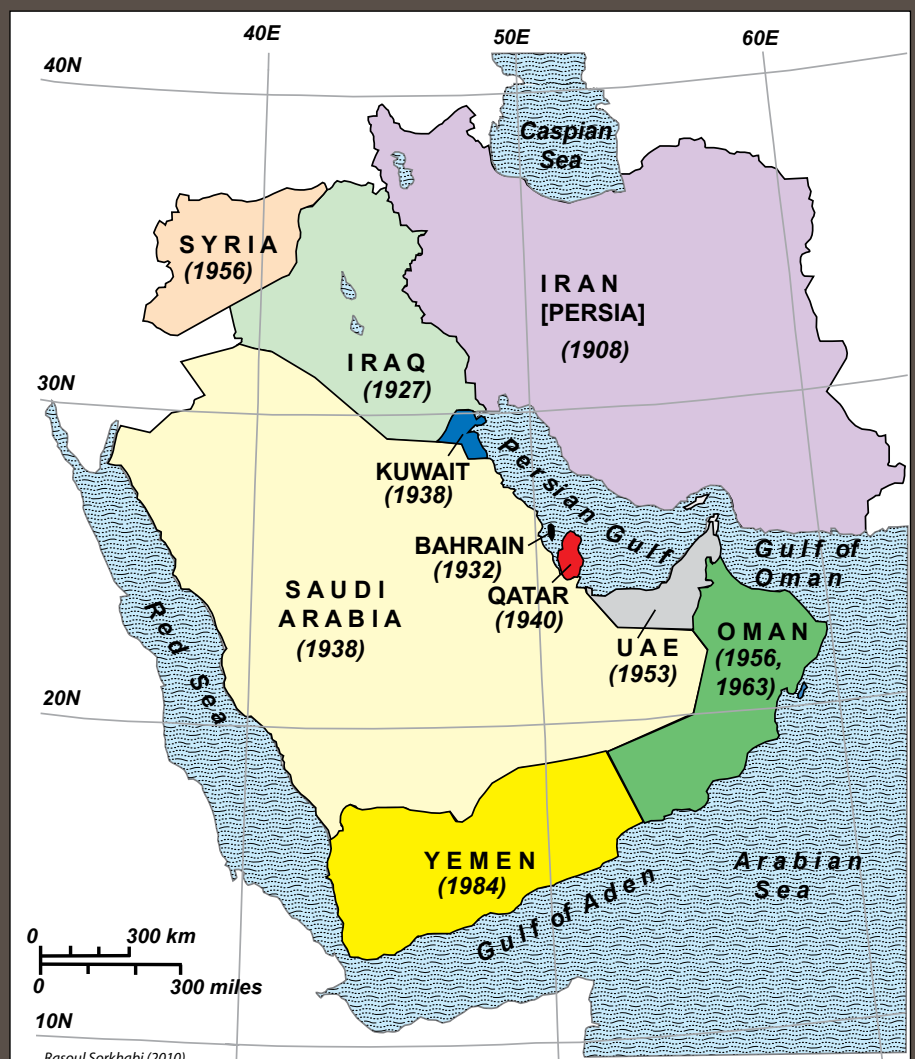 40E
50E
60E
40N
Caspian
Sea
SYRIA
(1956)
IRAN
[PERSIA]
(1908)
IRAQ
(1927)
30N
KUWAIT
(1938)
Persian Gulf
BAHRAIN
(1932)
Gulf of
Oman
QATAR
(1940)
SAUDI
ARABIA
(1938)
Red Sea
UAE
(1953)
OMAN
(1956,
1963)
20N
YEMEN
(1984)
Arabian
Sea
Gulf of Aden
0 300 km
0 300 miles
10N
Rasoul Sorkhabi (2010)